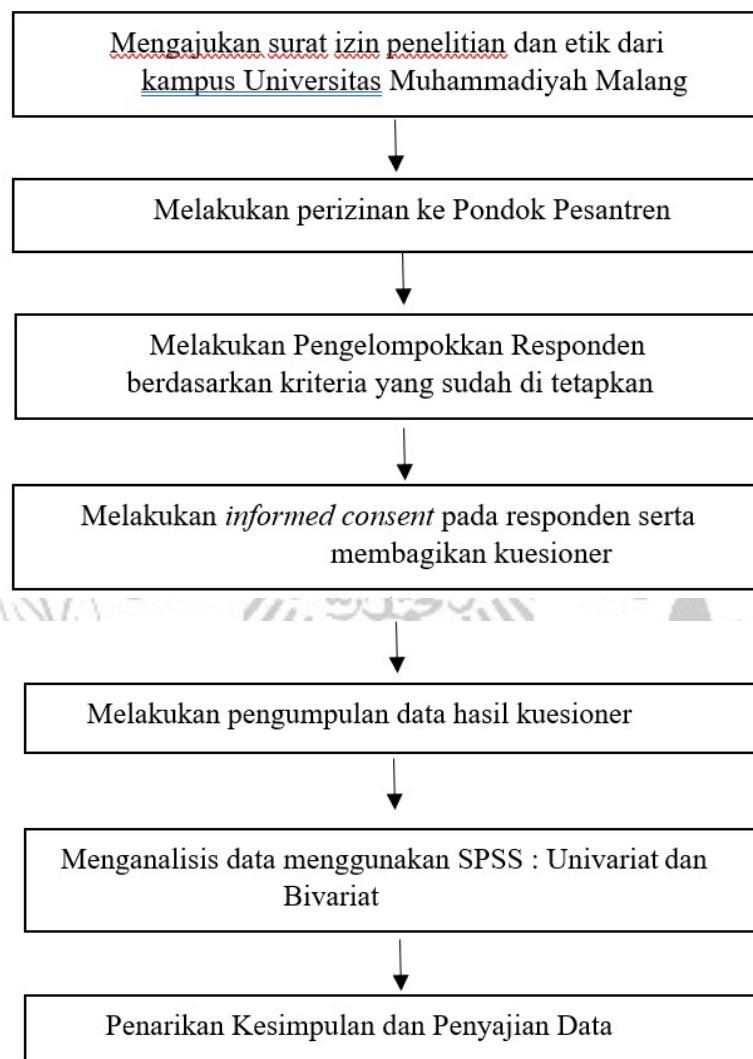 Mengajukan surat izin penelitian dan etik dari
kampus Universitas Muhammadiyah Malang
Melakukan perizinan ke Pondok Pesantren
Melakukan Pengelompokkan Responden
berdasarkan kriteria yang sudah di tetapkan
Melakukan informed consent pada responden serta
membagikan kuesioner
Melakukan pengumpulan data hasil kuesioner
Menganalisis data menggunakan SPSS : Univariat dan
Bivariat
Penarikan Kesimpulan dan Penyajian Data